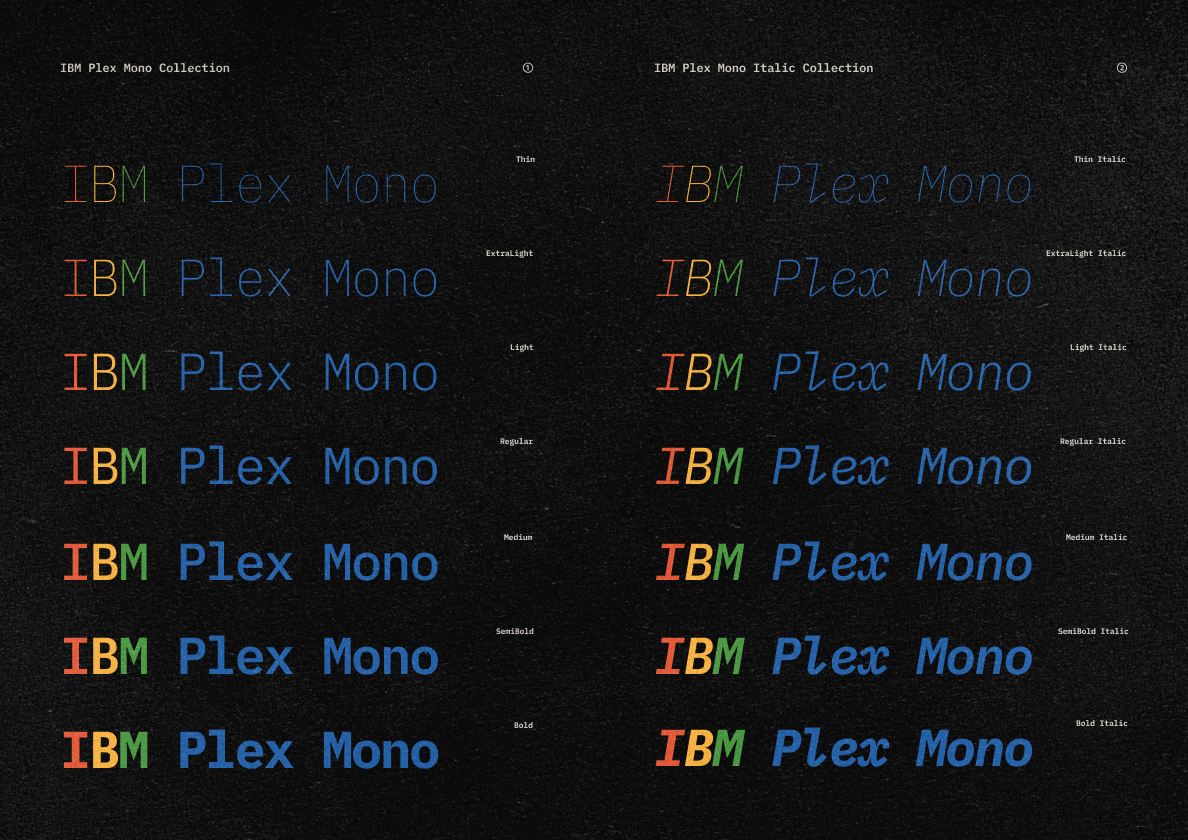 IBM Plex Mono Collection
①
Thin
IBM Plex Mono
ExtraLight
IBM Plex Mono
Light
IBM Plex Mono
Regular
IBM Plex Mono
Medium
IBM Plex Mono
SemiBold
IBM Plex Mono
Bold
IBM Plex Mono
IBM Plex Mono Italic Collection
②
Thin Italic
IBM Plex Mono
ExtraLight Italic
IBM Plex Mono
Light Italic
IBM Plex Mono
Regular Italic
IBM Plex Mono
Medium Italic
IBM Plex Mono
SemiBold Italic
IBM Plex Mono
Bold Italic
IBM Plex Mono